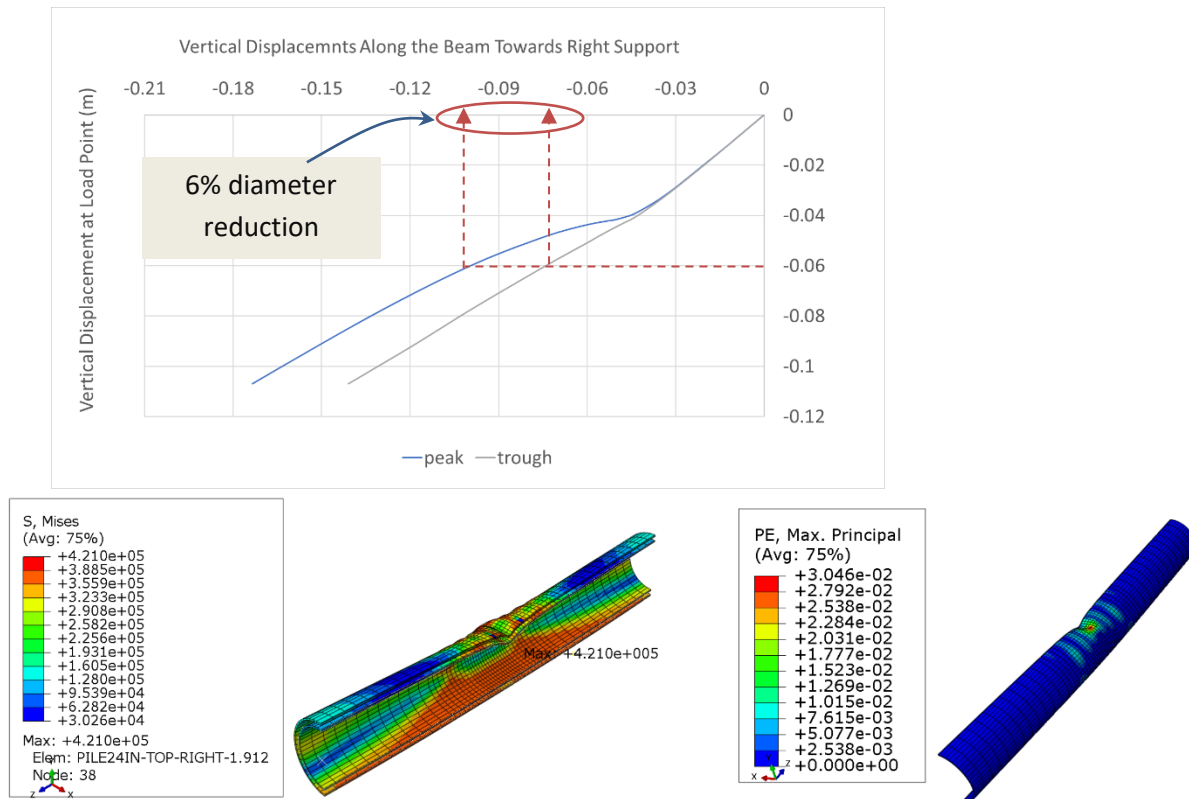 Vertical Displacemnts Along the Beam Towards Right Support
-0.21 -0.18 -0.15 -0.12 -0.09 -0.06 -0.03 0
Vertical Displacement at Load Point (m)
0
-0.02
-0.04
-0.06
-0.08
-0.1
-0.12
6% diameter
reduction
peak trough
S, Mises
(Avg: 75%)
+4.210e+05
+3.885e+05
+3.559e+05
+3.233e+05
+2.908e+05
+2.582e+05
+2.256e+05
+1.931e+05
+1.605e+05
+1.280e+05
+9.539e+04
+6.282e+04
+3.026e+04
Max: +4.210e+05
Elem: PILE24IN-TOP-RIGHT-1.912
Node: 38
Y
Z X
Max: +4.210e+005
PE, Max. Principal
(Avg: 75%)
+3.046e-02
+2.792e-02
+2.538e-02
+2.284e-02
+2.031e-02
+1.777e-02
+1.523e-02
+1.269e-02
+1.015e-02
+7.615e-03
+5.077e-03
+2.538e-03
+0.000e+00
Y
X Z